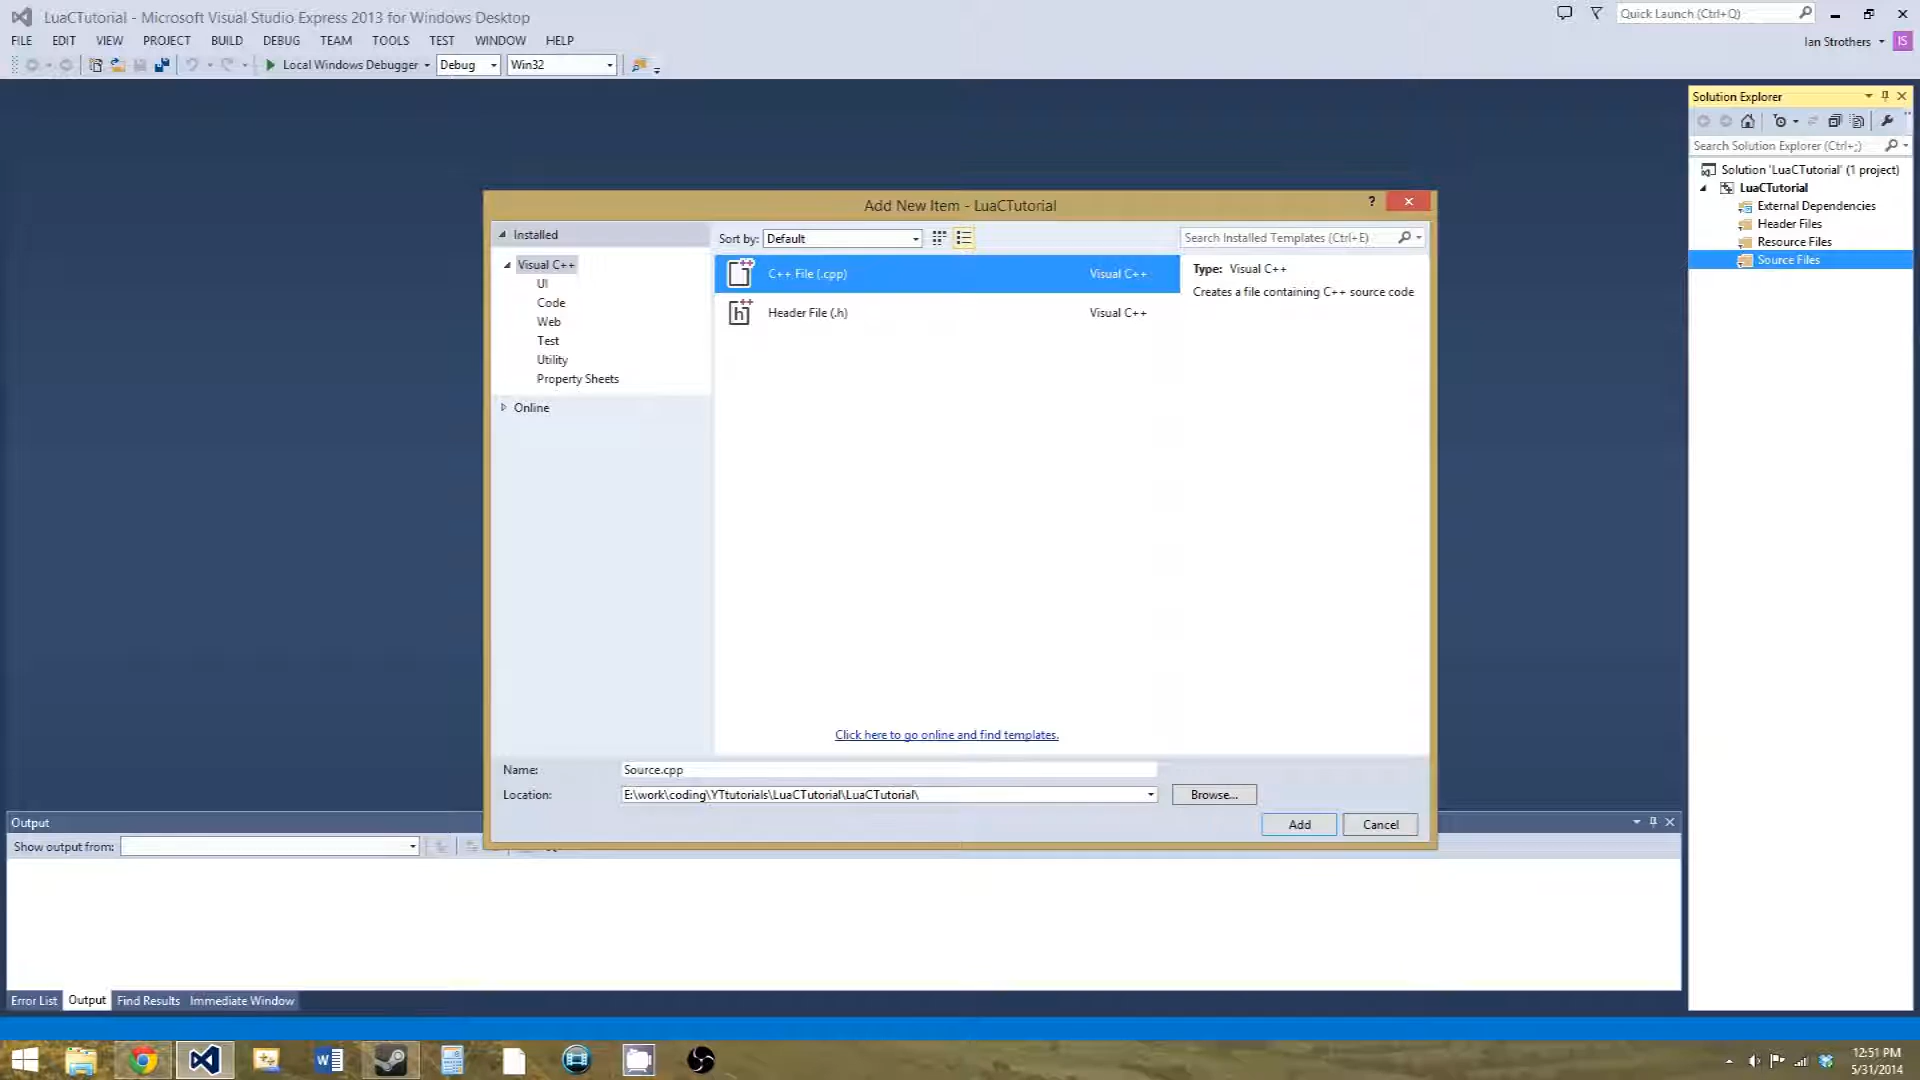 LuaCTutorial - Microsoft Visual Studio Express 2013 for Windows Desktop
Quick Launch (Ctrl+Q)
FILE EDIT VIEW PROJECT BUILD DEBUG TEAM TOOLS TEST WINDOW HELP
Ian Strothers IS
Local Windows Debugger Debug Win32
Solution Explorer
Search Solution Explorer (Ctrl+;)
Solution 'LuaCTutorial' (1 project)
LuaCTutorial
External Dependencies
Header Files
Resource Files
Source Files
Add New Item - LuaCTutorial
?
Installed
Sort by: Default
Search Installed Templates (Ctrl+E)
Visual C++
UI
Code
Web
Test
Utility
Property Sheets
Online
C++ File (.cpp) Visual C++
Header File (.h) Visual C++
Type: Visual C++
Creates a file containing C++ source code
Click here to go online and find templates.
Name: Source.cpp
Location: E:\work\coding\YTtutorials\LuaCTutorial\LuaCTutorial\
Browse...
Add Cancel
Output
Show output from:
Error List Output Find Results Immediate Window
12:51 PM
5/31/2014